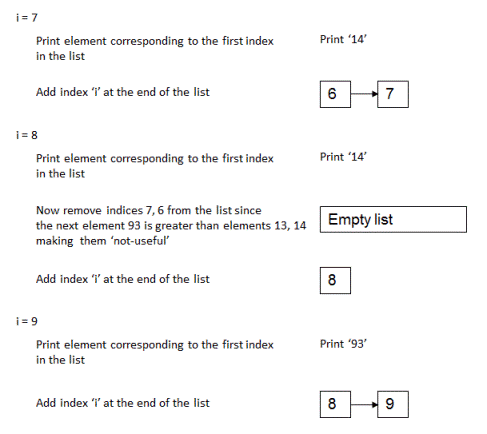 i = 7
Print element corresponding to the first index
in the list
Print ‘14’
Add index ‘i’ at the end of the list
6
7
i = 8
Print element corresponding to the first index
in the list
Print ‘14’
Now remove indices 7, 6 from the list since
the next element 93 is greater than elements 13, 14
making them ‘not-useful’
Empty list
Add index ‘i’ at the end of the list
8
i = 9
Print element corresponding to the first index
in the list
Print ‘93’
Add index ‘i’ at the end of the list
8
9